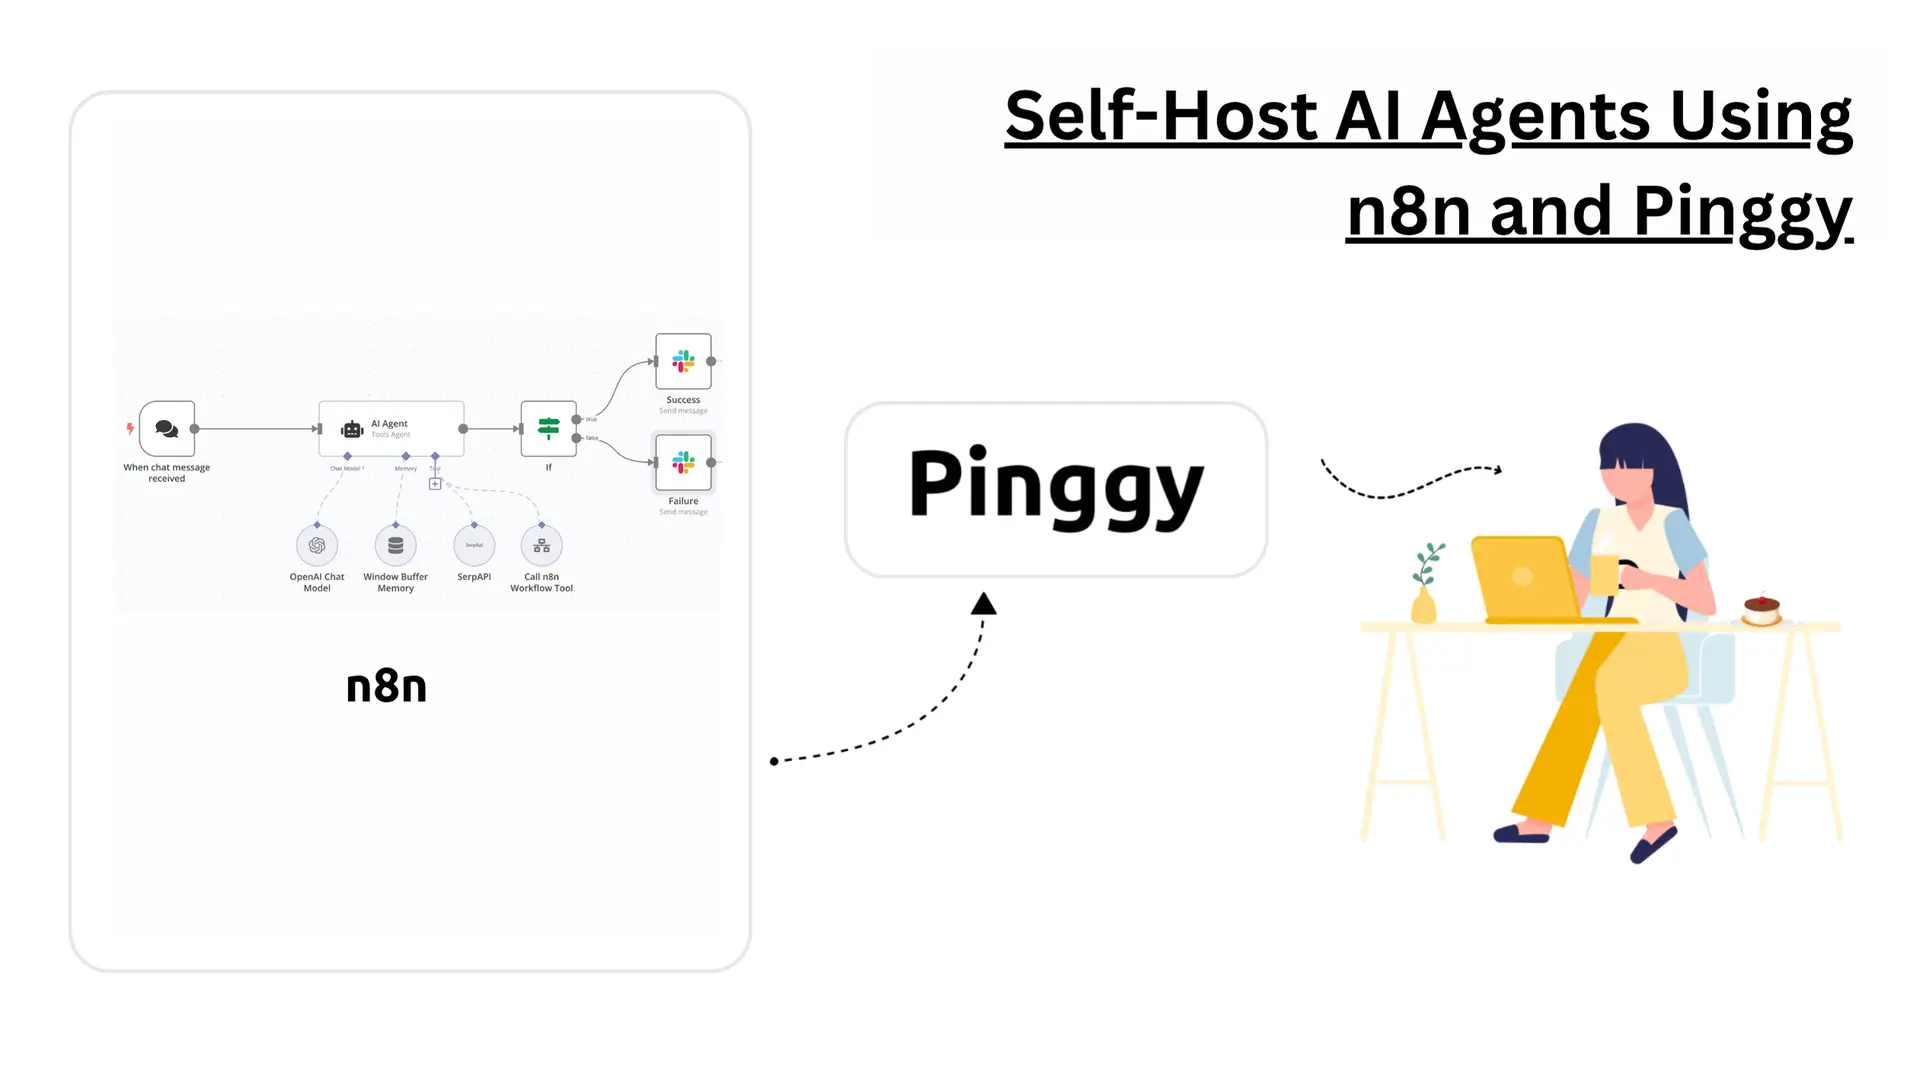 Self-Host AI Agents Using
n8n and Pinggy
Success
Send message
AI Agent
Tools Agent
true
false
When chat message
received
Chat Model *
Memory
Tool
If
Failure
Send message
SerpApi
OpenAI Chat
Model
Window Buffer
Memory
SerpAPI
Call n8n
Workflow Tool
n8n
Pinggy